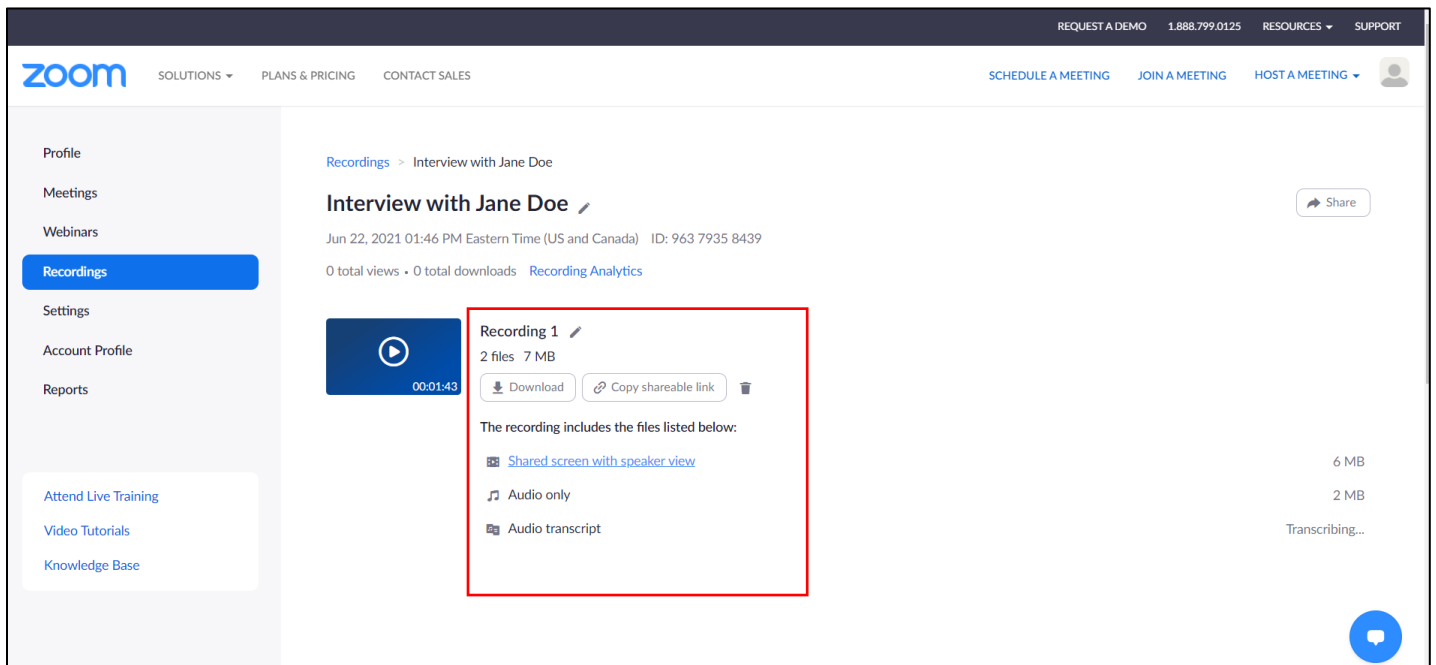 REQUEST A DEMO 1.888.799.0125 RESOURCES SUPPORT
zoom SOLUTIONS PLANS & PRICING CONTACT SALES SCHEDULE A MEETING JOIN A MEETING HOST A MEETING
Profile
Meetings
Webinars
Recordings
Settings
Account Profile
Reports
Attend Live Training
Video Tutorials
Knowledge Base
Recordings > Interview with Jane Doe
Interview with Jane Doe
Share
Jun 22, 2021 01:46 PM Eastern Time (US and Canada) ID: 963 7935 8439
0 total views • 0 total downloads Recording Analytics
00:01:43
Recording 1
2 files 7 MB
Download Copy shareable link
The recording includes the files listed below:
Shared screen with speaker view 6 MB
Audio only 2 MB
Audio transcript Transcribing...